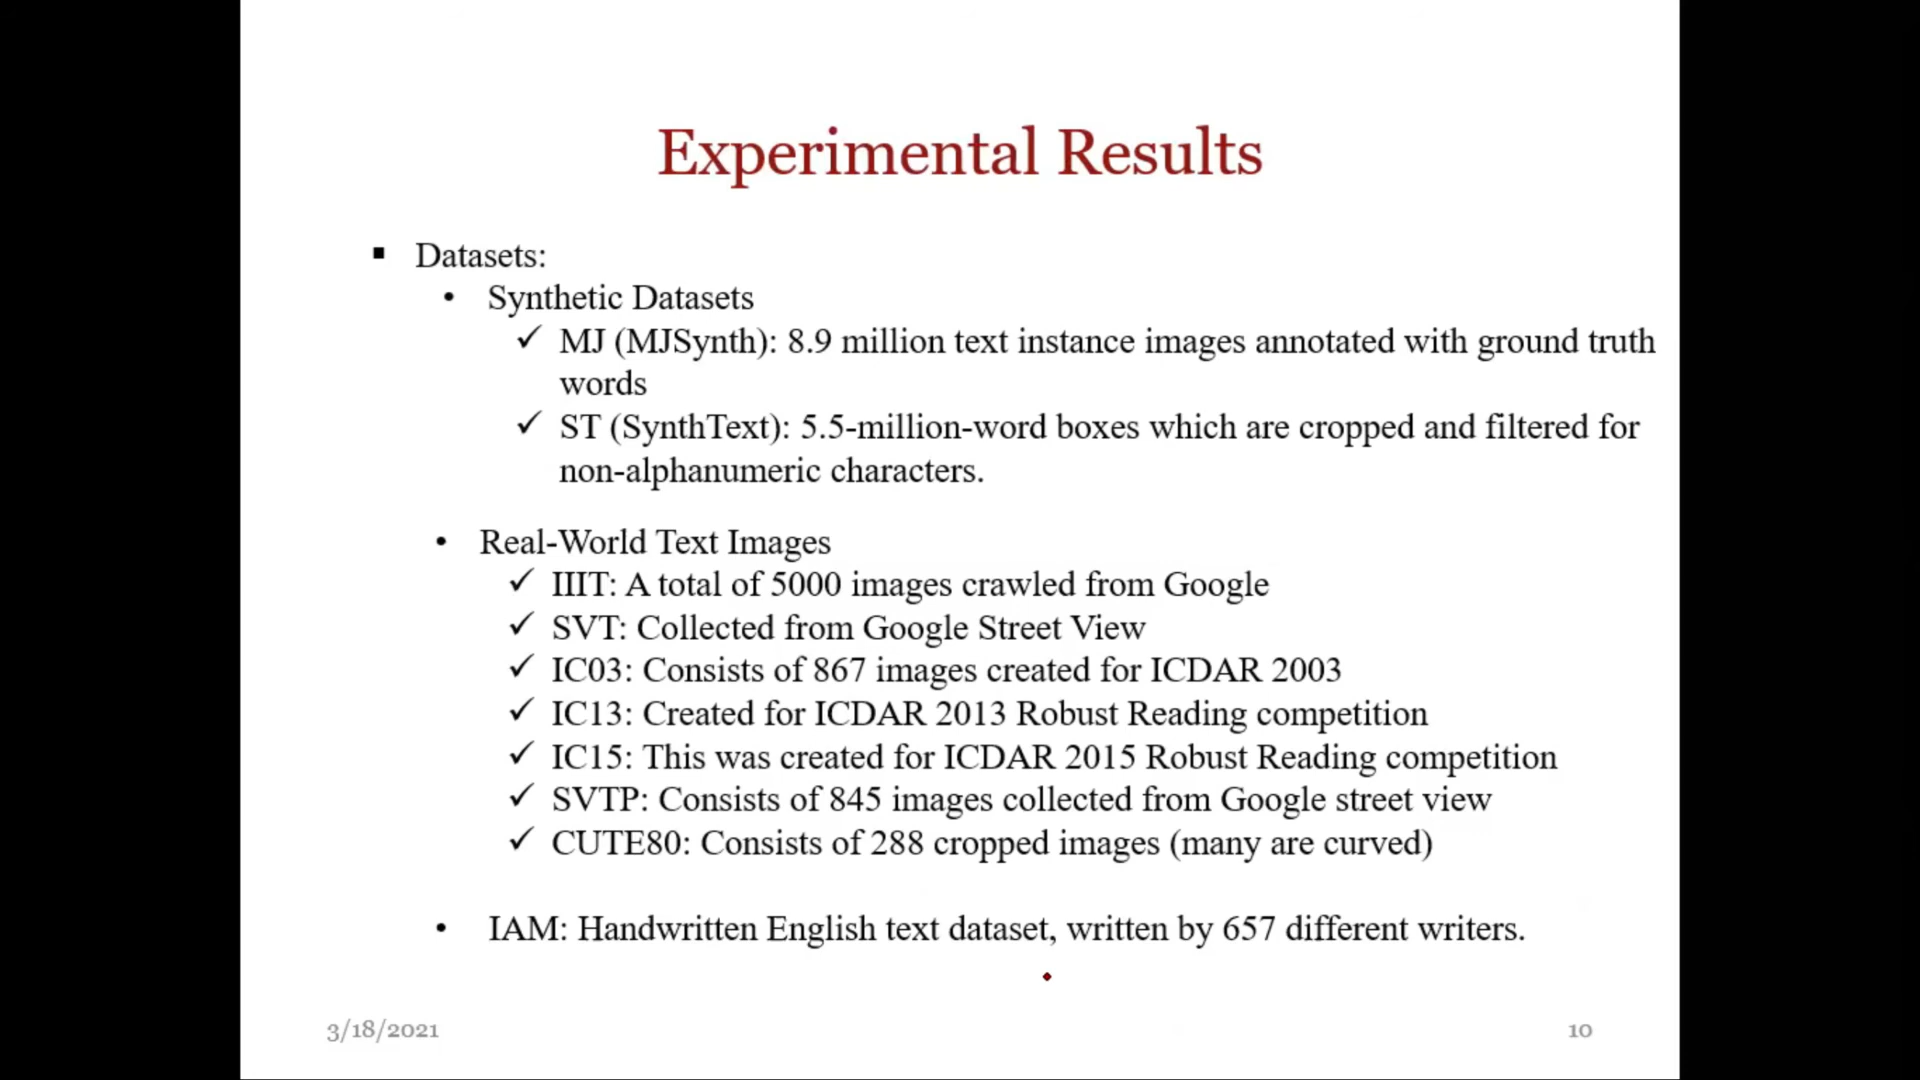 Experimental Results
▪ Datasets:
• Synthetic Datasets
✓ MJ (MJSynth): 8.9 million text instance images annotated with ground truth
words
✓ ST (SynthText): 5.5-million-word boxes which are cropped and filtered for
non-alphanumeric characters.
• Real-World Text Images
✓ IIIT: A total of 5000 images crawled from Google
✓ SVT: Collected from Google Street View
✓ IC03: Consists of 867 images created for ICDAR 2003
✓ IC13: Created for ICDAR 2013 Robust Reading competition
✓ IC15: This was created for ICDAR 2015 Robust Reading competition
✓ SVTP: Consists of 845 images collected from Google street view
✓ CUTE80: Consists of 288 cropped images (many are curved)
• IAM: Handwritten English text dataset, written by 657 different writers.
3/18/2021
10